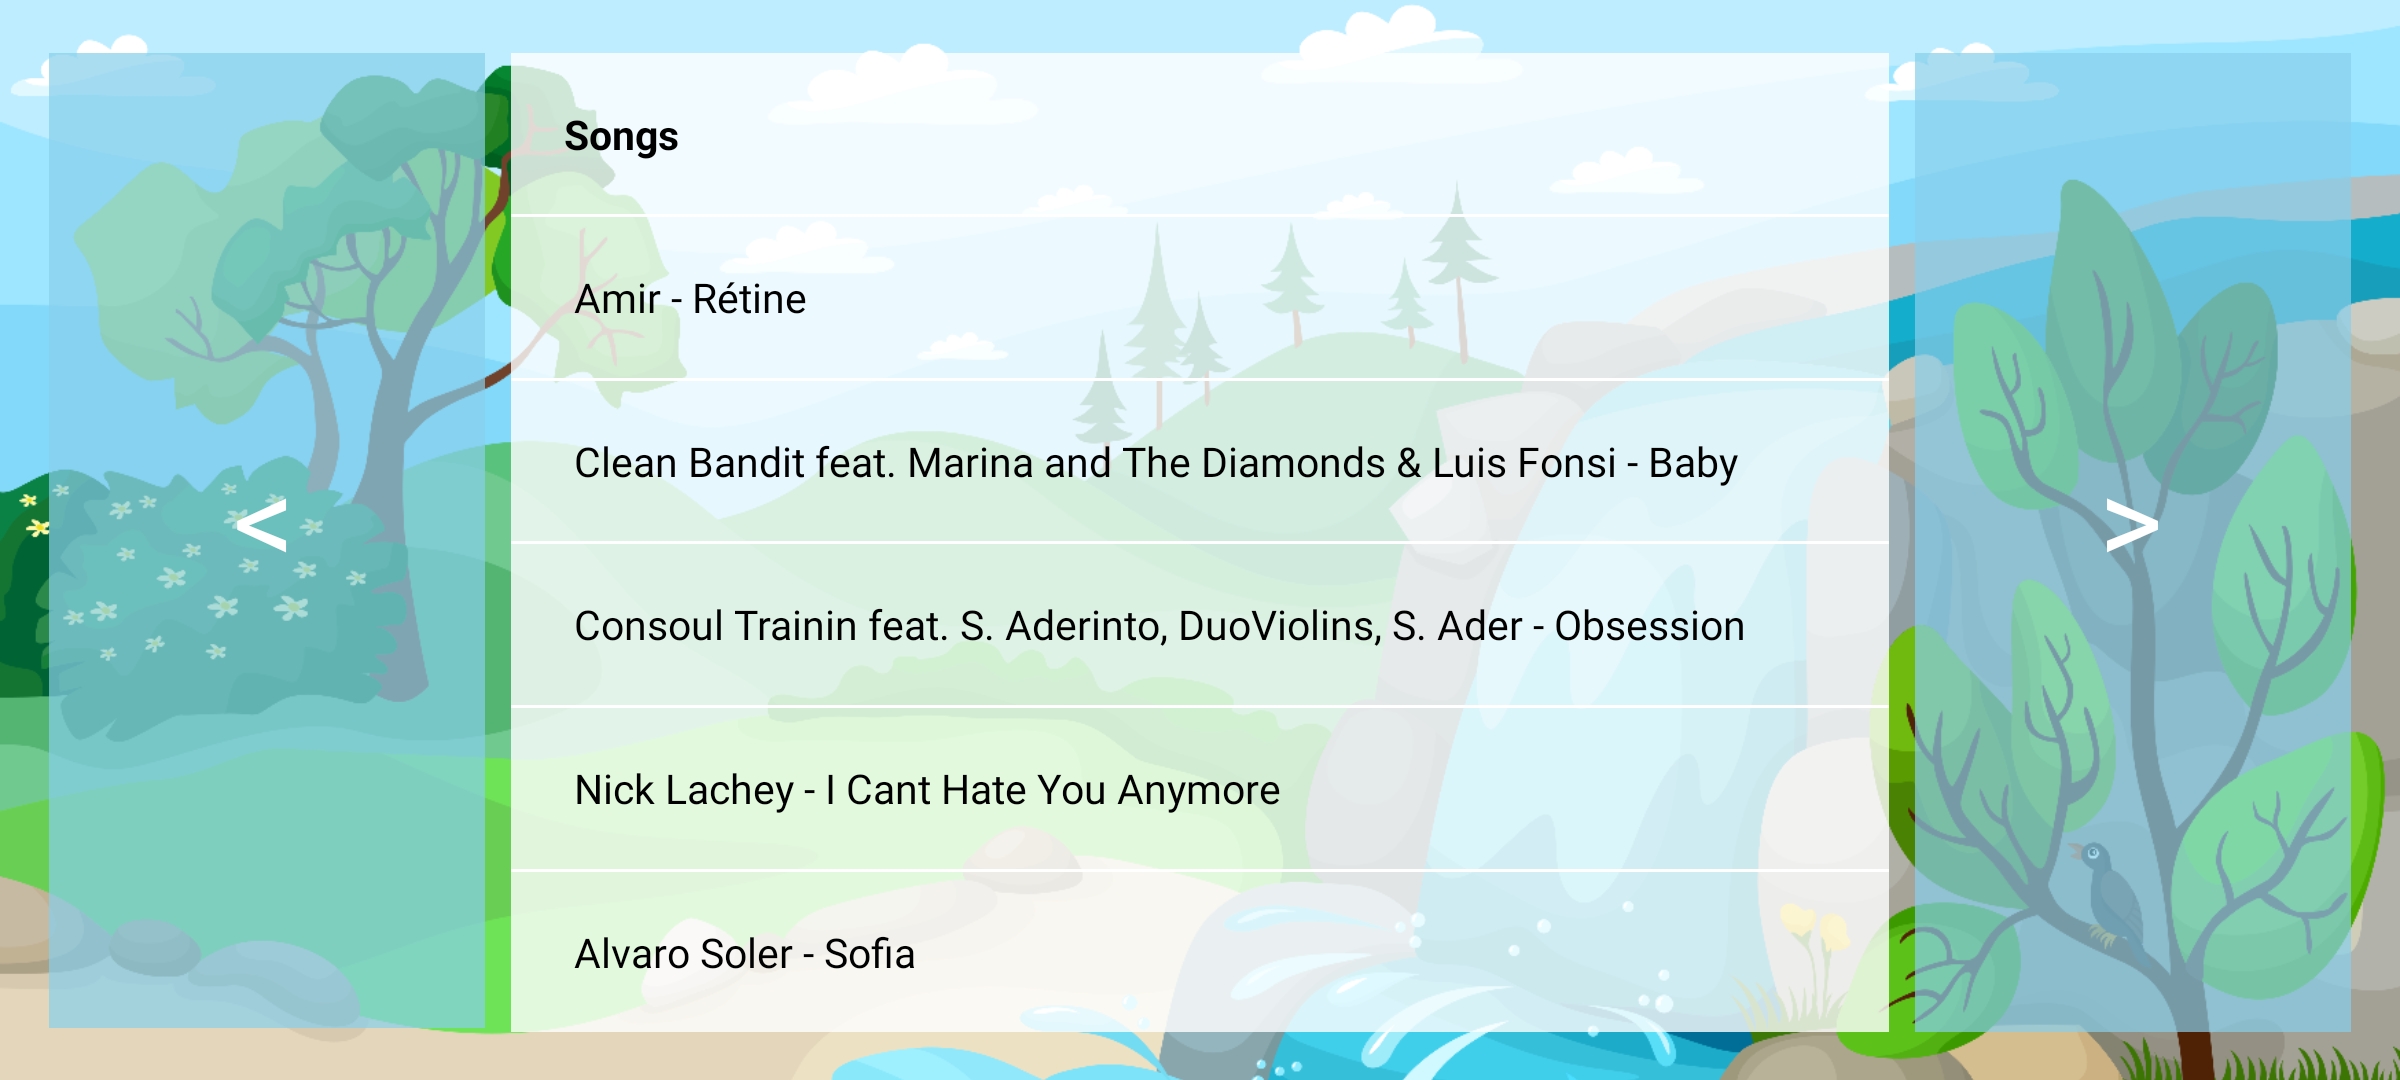 Songs
Amir - Rétine
Clean Bandit feat. Marina and The Diamonds & Luis Fonsi - Baby
<
>
Consoul Trainin feat. S. Aderinto, DuoViolins, S. Ader - Obsession
Nick Lachey - I Cant Hate You Anymore
Alvaro Soler - Sofia